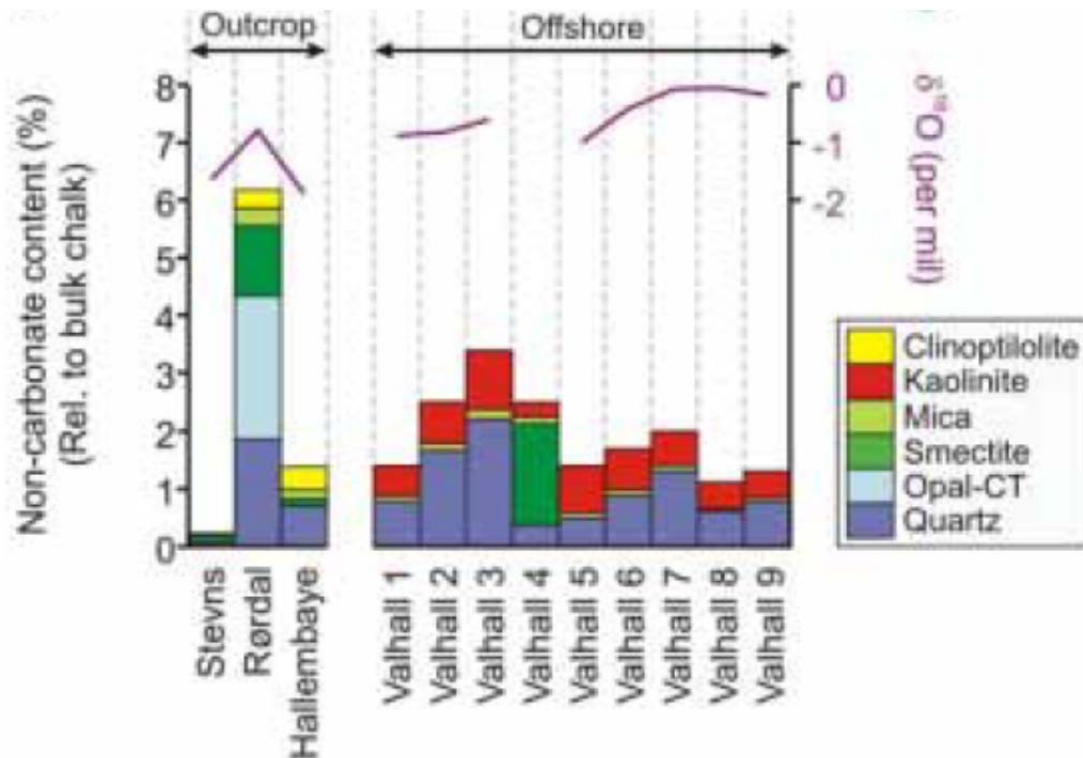 Outcrop
Offshore
Non-carbonate content (%)
(Rel. to bulk chalk)
8
7
6
5
4
3
2
1
0
0
-1
-2
δ¹⁸O (per mil)
Clinoptilolite
Kaolinite
Mica
Smectite
Opal-CT
Quartz
Stevns
Rørdal
Hallembaye
Valhall 1
Valhall 2
Valhall 3
Valhall 4
Valhall 5
Valhall 6
Valhall 7
Valhall 8
Valhall 9